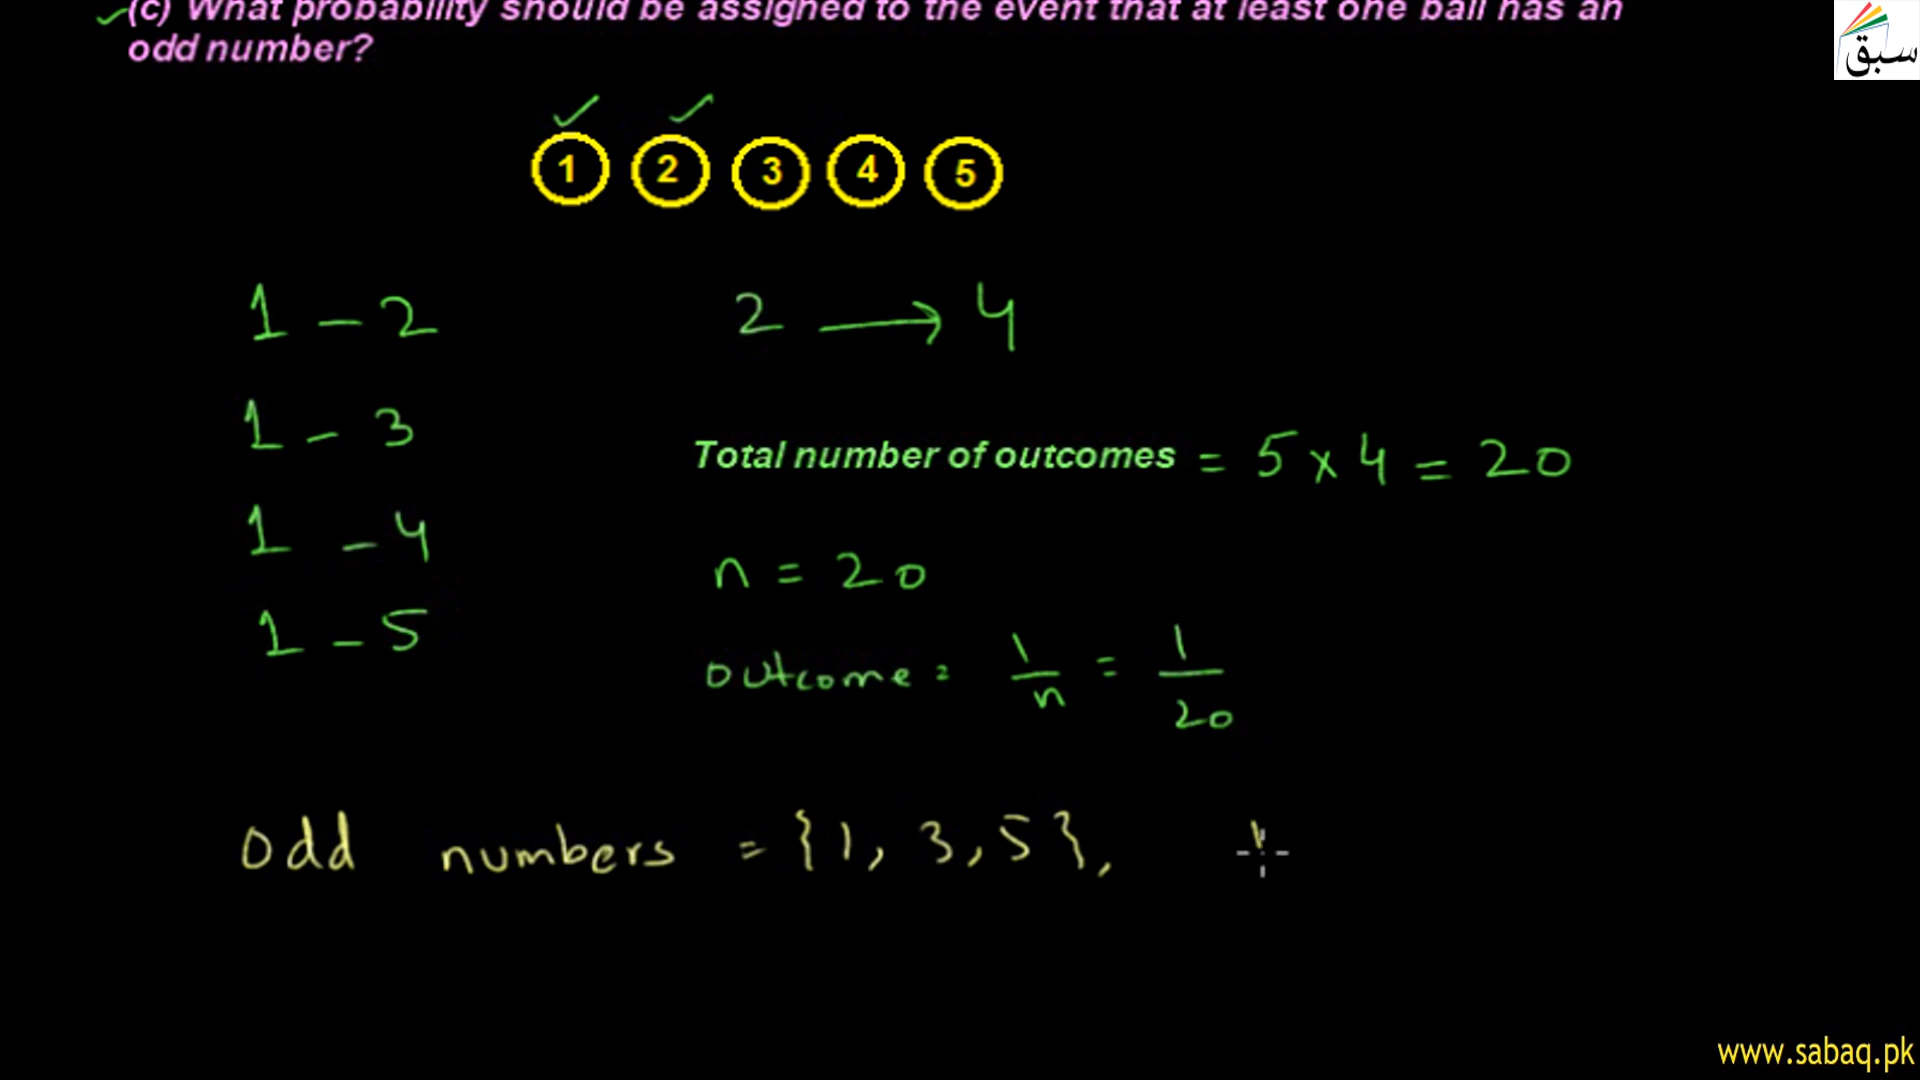 (c) What probability should be assigned to the event that at least one ball has an
odd number?
سبق
1 2 3 4 5
1 - 2
2 → 4
1 - 3
Total number of outcomes = 5 x 4 = 20
1 - 4
n = 20
1 - 5
outcome = 1/n = 1/20
Odd numbers = {1, 3, 5},
www.sabaq.pk